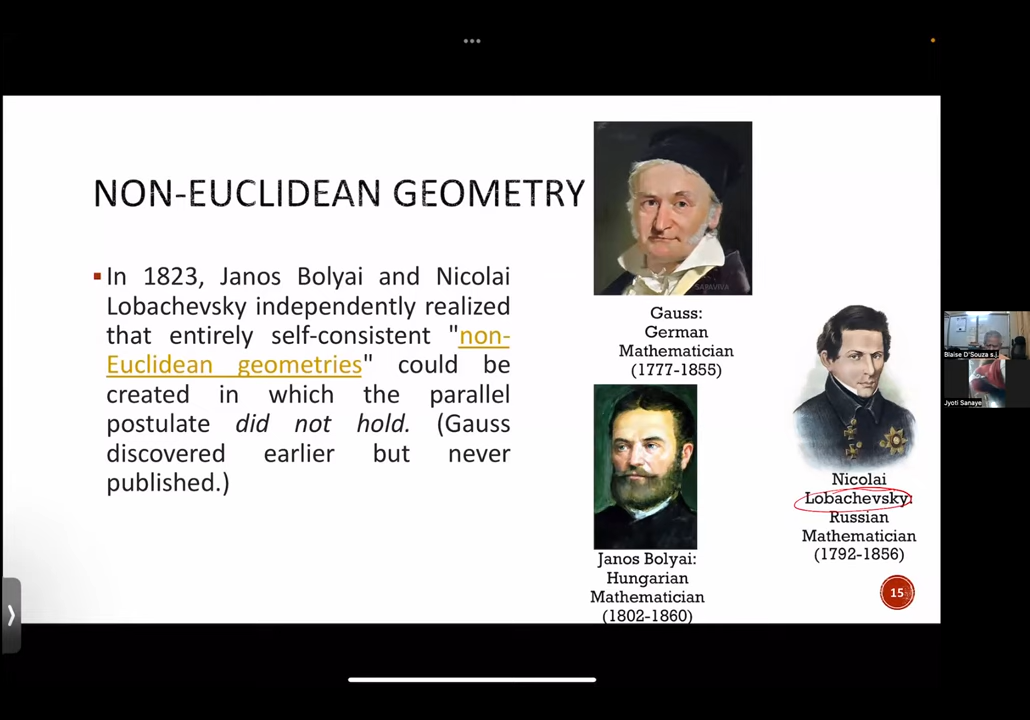 NON-EUCLIDEAN GEOMETRY
▪In 1823, Janos Bolyai and Nicolai
Lobachevsky independently realized
that entirely self-consistent "non-
Euclidean geometries" could be
created in which the parallel
postulate did not hold. (Gauss
discovered earlier but never
published.)
SARAVIVA
Gauss:
German
Mathematician
(1777-1855)
Janos Bolyai:
Hungarian
Mathematician
(1802-1860)
Nicolai
Lobachevsky:
Russian
Mathematician
(1792-1856)
15
Blaise D'Souza s.j.
Jyoti Sanaye